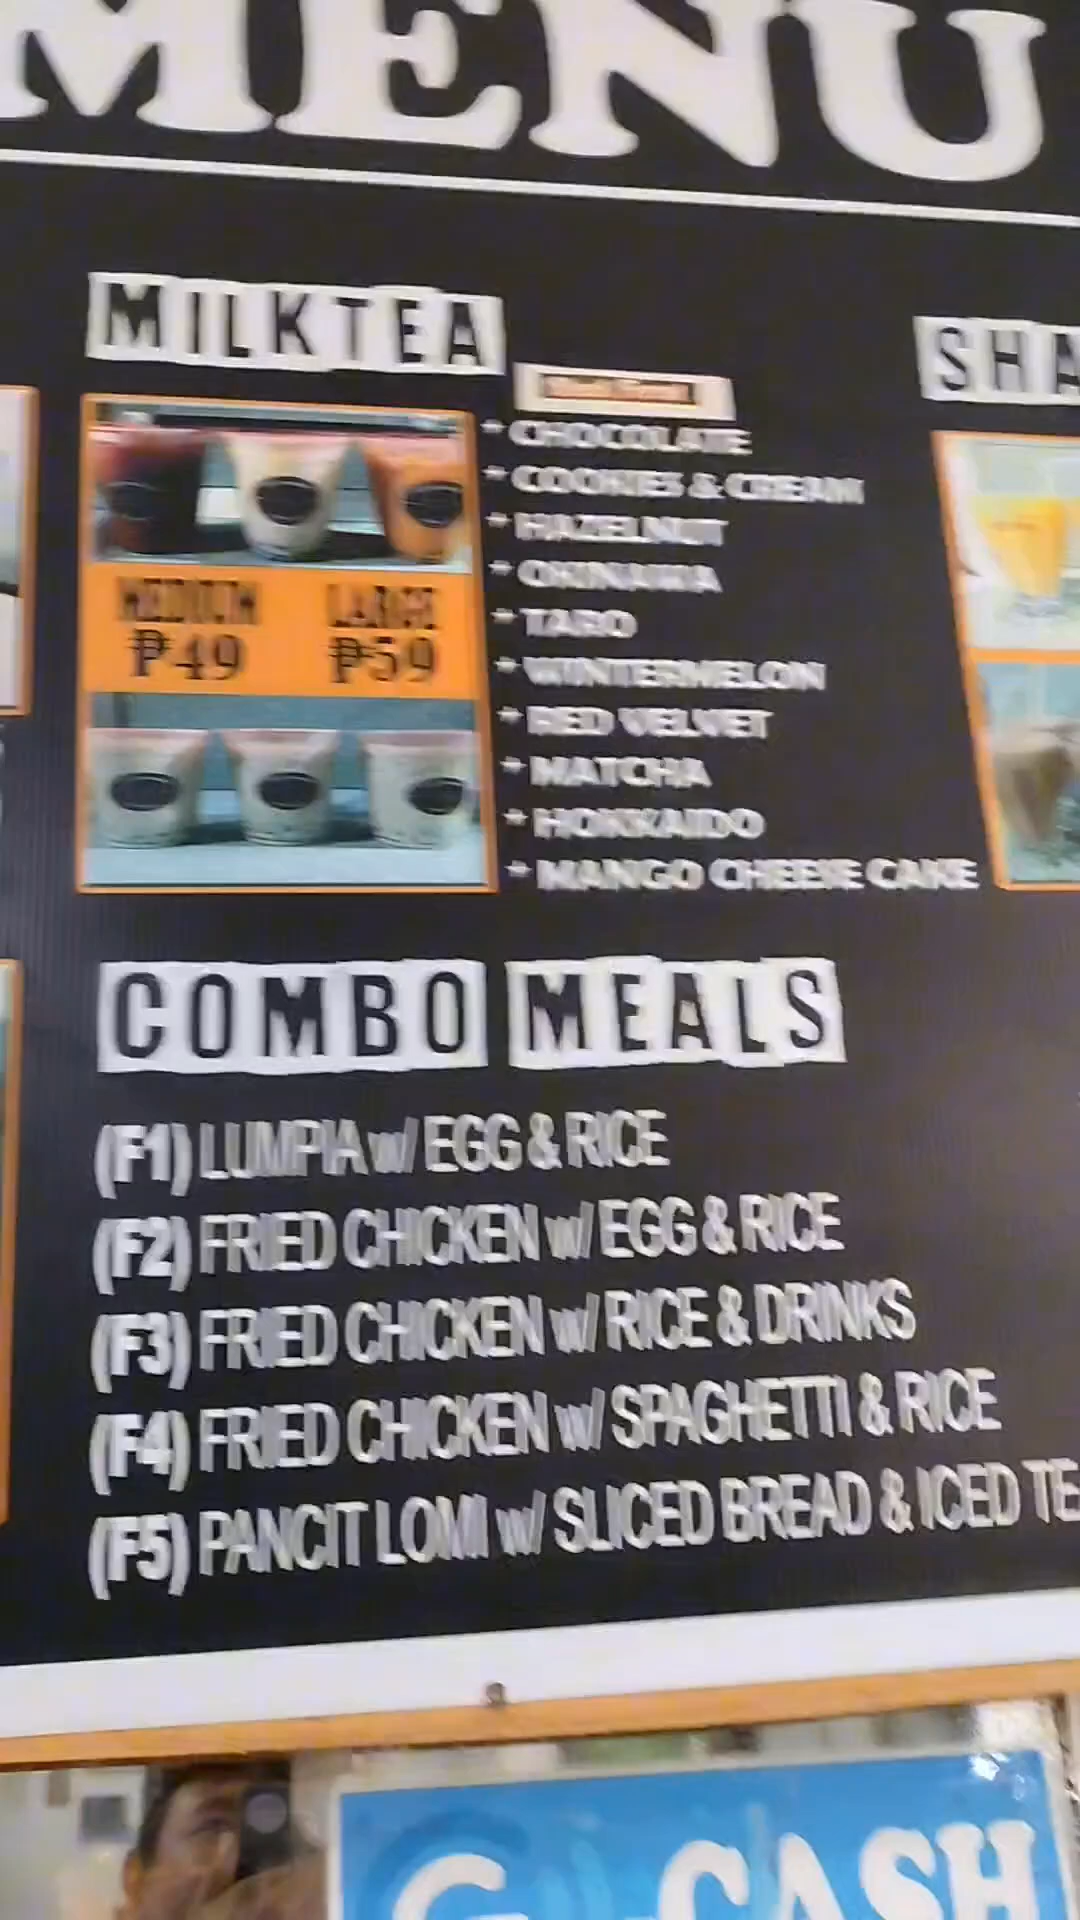 MENU
MILKTEA
* CHOCOLATE
* COOKIES & CREAM
* HAZELNUT
* OKINAWA
* TARO
* WINTERMELON
* RED VELVET
* MATCHA
* HOKKAIDO
* MANGO CHEESE CAKE
MEDIUM LARGE
₱49 ₱59
SHA
COMBO MEALS
(F1) LUMPIA w/ EGG & RICE
(F2) FRIED CHICKEN w/ EGG & RICE
(F3) FRIED CHICKEN w/ RICE & DRINKS
(F4) FRIED CHICKEN w/ SPAGHETTI & RICE
(F5) PANCIT LOMI w/ SLICED BREAD & ICED TE
G-CASH